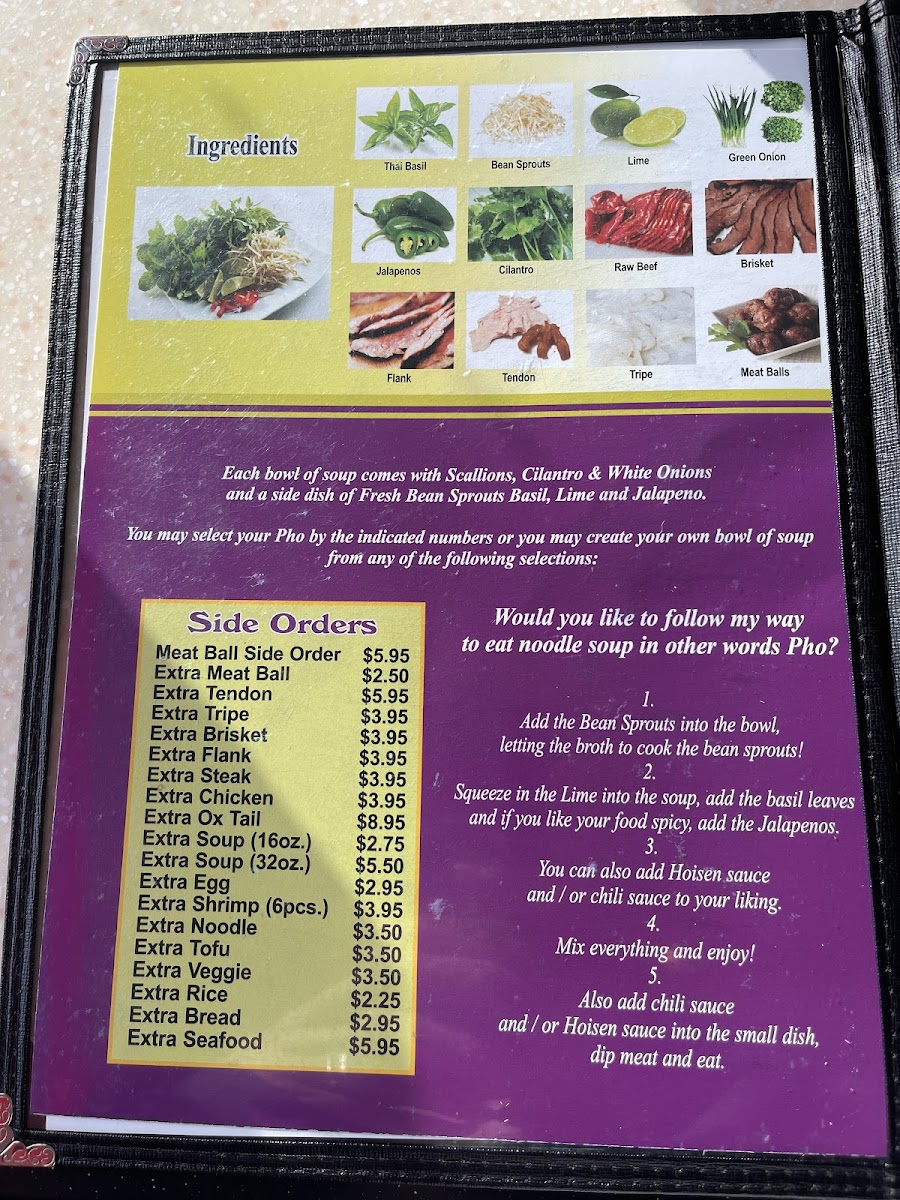 Ingredients
Thai Basil
Bean Sprouts
Lime
Green Onion
Jalapenos
Cilantro
Raw Beef
Brisket
Flank
Tendon
Tripe
Meat Balls
Each bowl of soup comes with Scallions, Cilantro & White Onions
and a side dish of Fresh Bean Sprouts Basil, Lime and Jalapeno.
You may select your Pho by the indicated numbers or you may create your own bowl of soup
from any of the following selections:
Side Orders
Meat Ball Side Order $5.95
Extra Meat Ball $2.50
Extra Tendon $5.95
Extra Tripe $3.95
Extra Brisket $3.95
Extra Flank $3.95
Extra Steak $3.95
Extra Chicken $3.95
Extra Ox Tail $8.95
Extra Soup (16oz.) $2.75
Extra Soup (32oz.) $5.50
Extra Egg $2.95
Extra Shrimp (6pcs.) $3.95
Extra Noodle $3.50
Extra Tofu $3.50
Extra Veggie $3.50
Extra Rice $2.25
Extra Bread $2.95
Extra Seafood $5.95
Would you like to follow my way
to eat noodle soup in other words Pho?
1.
Add the Bean Sprouts into the bowl,
letting the broth to cook the bean sprouts!
2.
Squeeze in the Lime into the soup, add the basil leaves
and if you like your food spicy, add the Jalapenos.
3.
You can also add Hoisen sauce
and / or chili sauce to your liking.
4.
Mix everything and enjoy!
5.
Also add chili sauce
and / or Hoisen sauce into the small dish,
dip meat and eat.